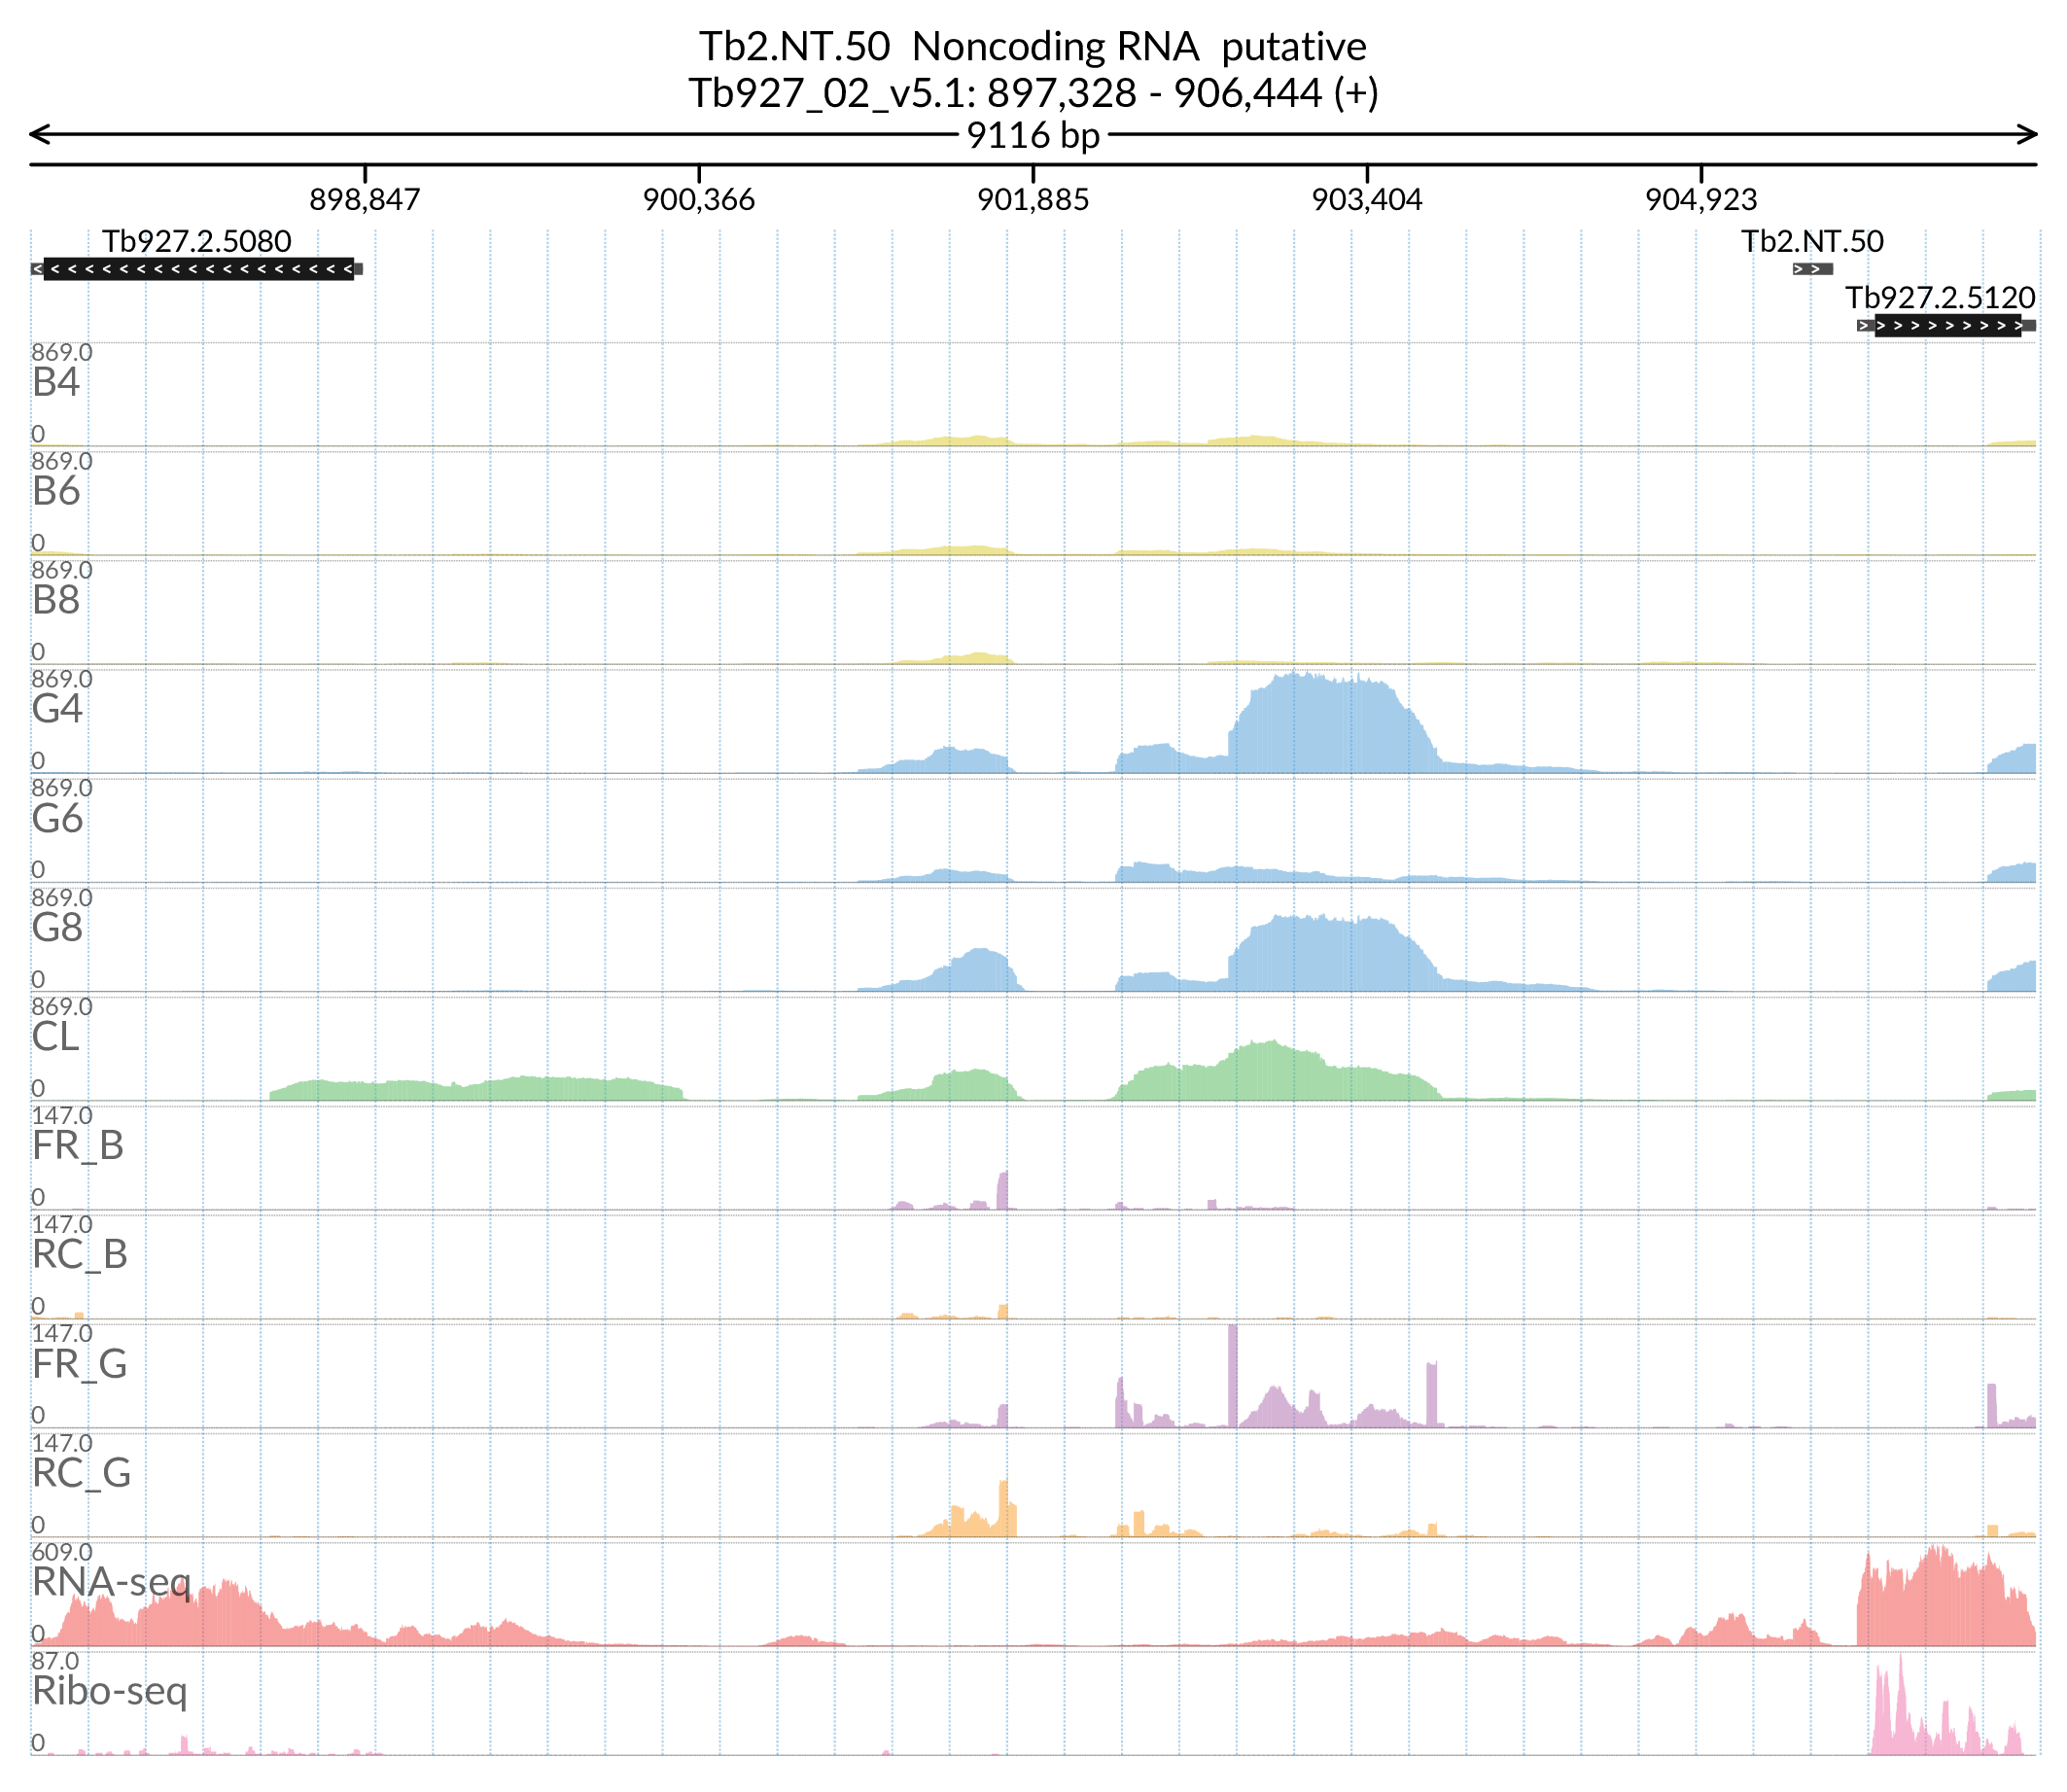 Tb2.NT.50 Noncoding RNA putative
Tb927_02_v5.1: 897,328 - 906,444 (+)
9116 bp
898,847 900,366 901,885 903,404 904,923
Tb927.2.5080 Tb2.NT.50
Tb927.2.5120
869.0
B4
0
869.0
B6
0
869.0
B8
0
869.0
G4
0
869.0
G6
0
869.0
G8
0
869.0
CL
0
147.0
FR_B
0
147.0
RC_B
0
147.0
FR_G
0
147.0
RC_G
0
609.0
RNA-seq
0
87.0
Ribo-seq
0